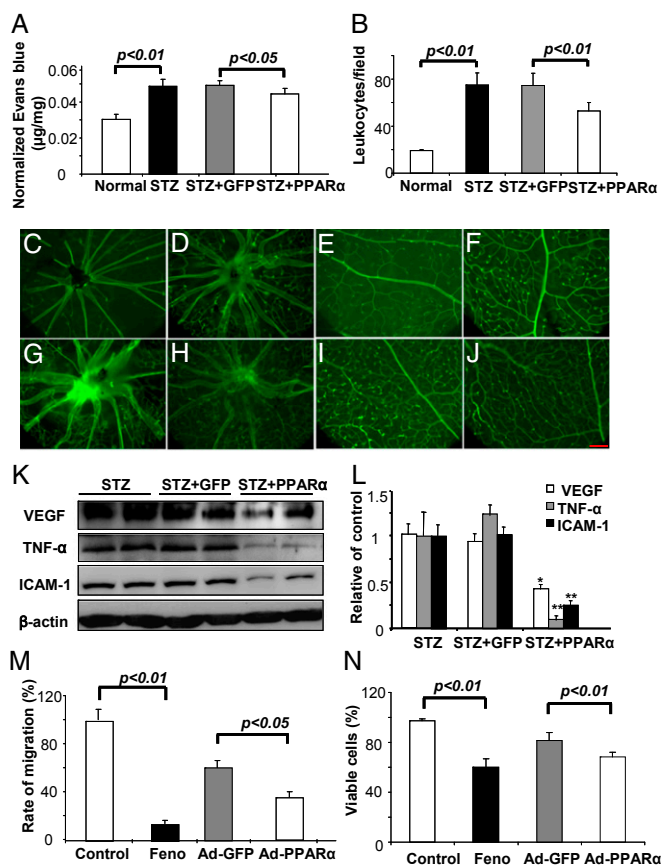 A
p<0.01
p<0.05
Normalized Evans blue
(µg/mg)
0.06
0.04
0.02
0
Normal STZ STZ+GFP STZ+PPARα
B
p<0.01
p<0.01
Leukocytes/field
80
40
0
Normal STZ STZ+GFP STZ+PPARα
C D E F
G H I J
K
STZ STZ+GFP STZ+PPARα
VEGF
TNF-α
ICAM-1
β-actin
L
VEGF
TNF-α
ICAM-1
Relative of control
1.5
1
0.5
0
* ** **
STZ STZ+GFP STZ+PPARα
M
p<0.01
p<0.05
Rate of migration (%)
120
80
40
0
Control Feno Ad-GFP Ad-PPARα
N
p<0.01
p<0.01
Viable cells (%)
120
80
40
0
Control Feno Ad-GFP Ad-PPARα